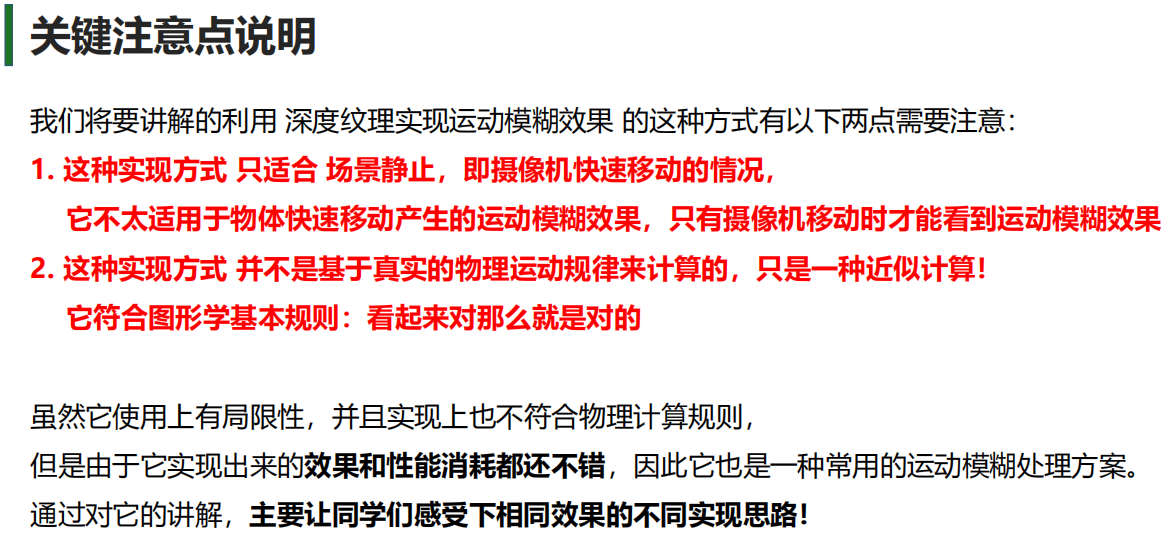 关键注意点说明
我们将要讲解的利用 深度纹理实现运动模糊效果 的这种方式有以下两点需要注意：
1. 这种实现方式 只适合 场景静止，即摄像机快速移动的情况，
它不太适用于物体快速移动产生的运动模糊效果，只有摄像机移动时才能看到运动模糊效果
2. 这种实现方式 并不是基于真实的物理运动规律来计算的，只是一种近似计算！
它符合图形学基本规则：看起来对那么就是对的
虽然它使用上有局限性，并且实现上也不符合物理计算规则，
但是由于它实现出来的效果和性能消耗都还不错，因此它也是一种常用的运动模糊处理方案。
通过对它的讲解，主要让同学们感受下相同效果的不同实现思路！